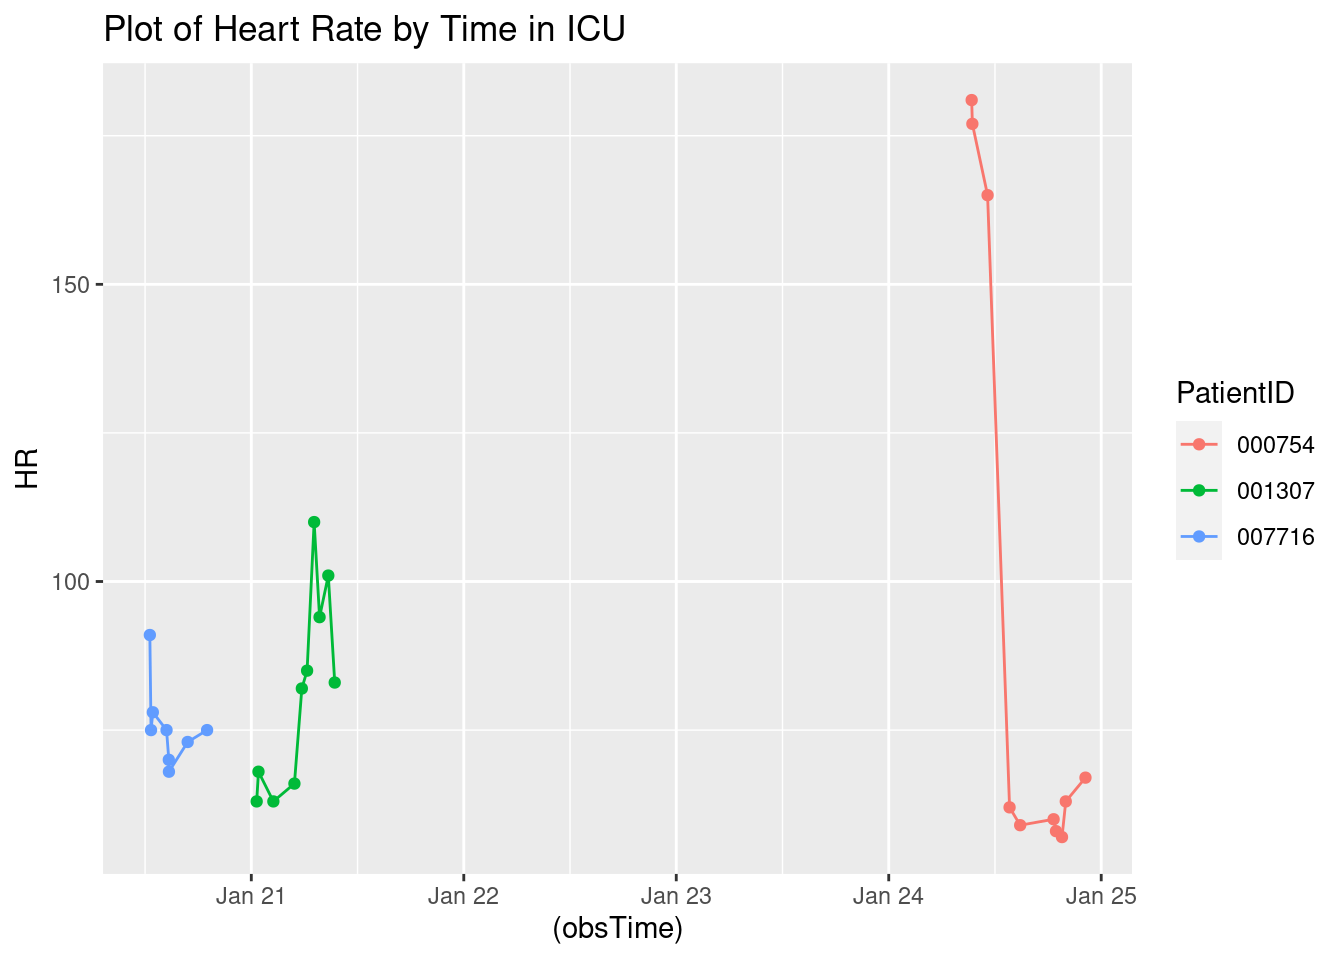 Plot of Heart Rate by Time in ICU
150
100
HR
Jan 21
Jan 22
Jan 23
Jan 24
Jan 25
(obsTime)
PatientID
000754
001307
007716